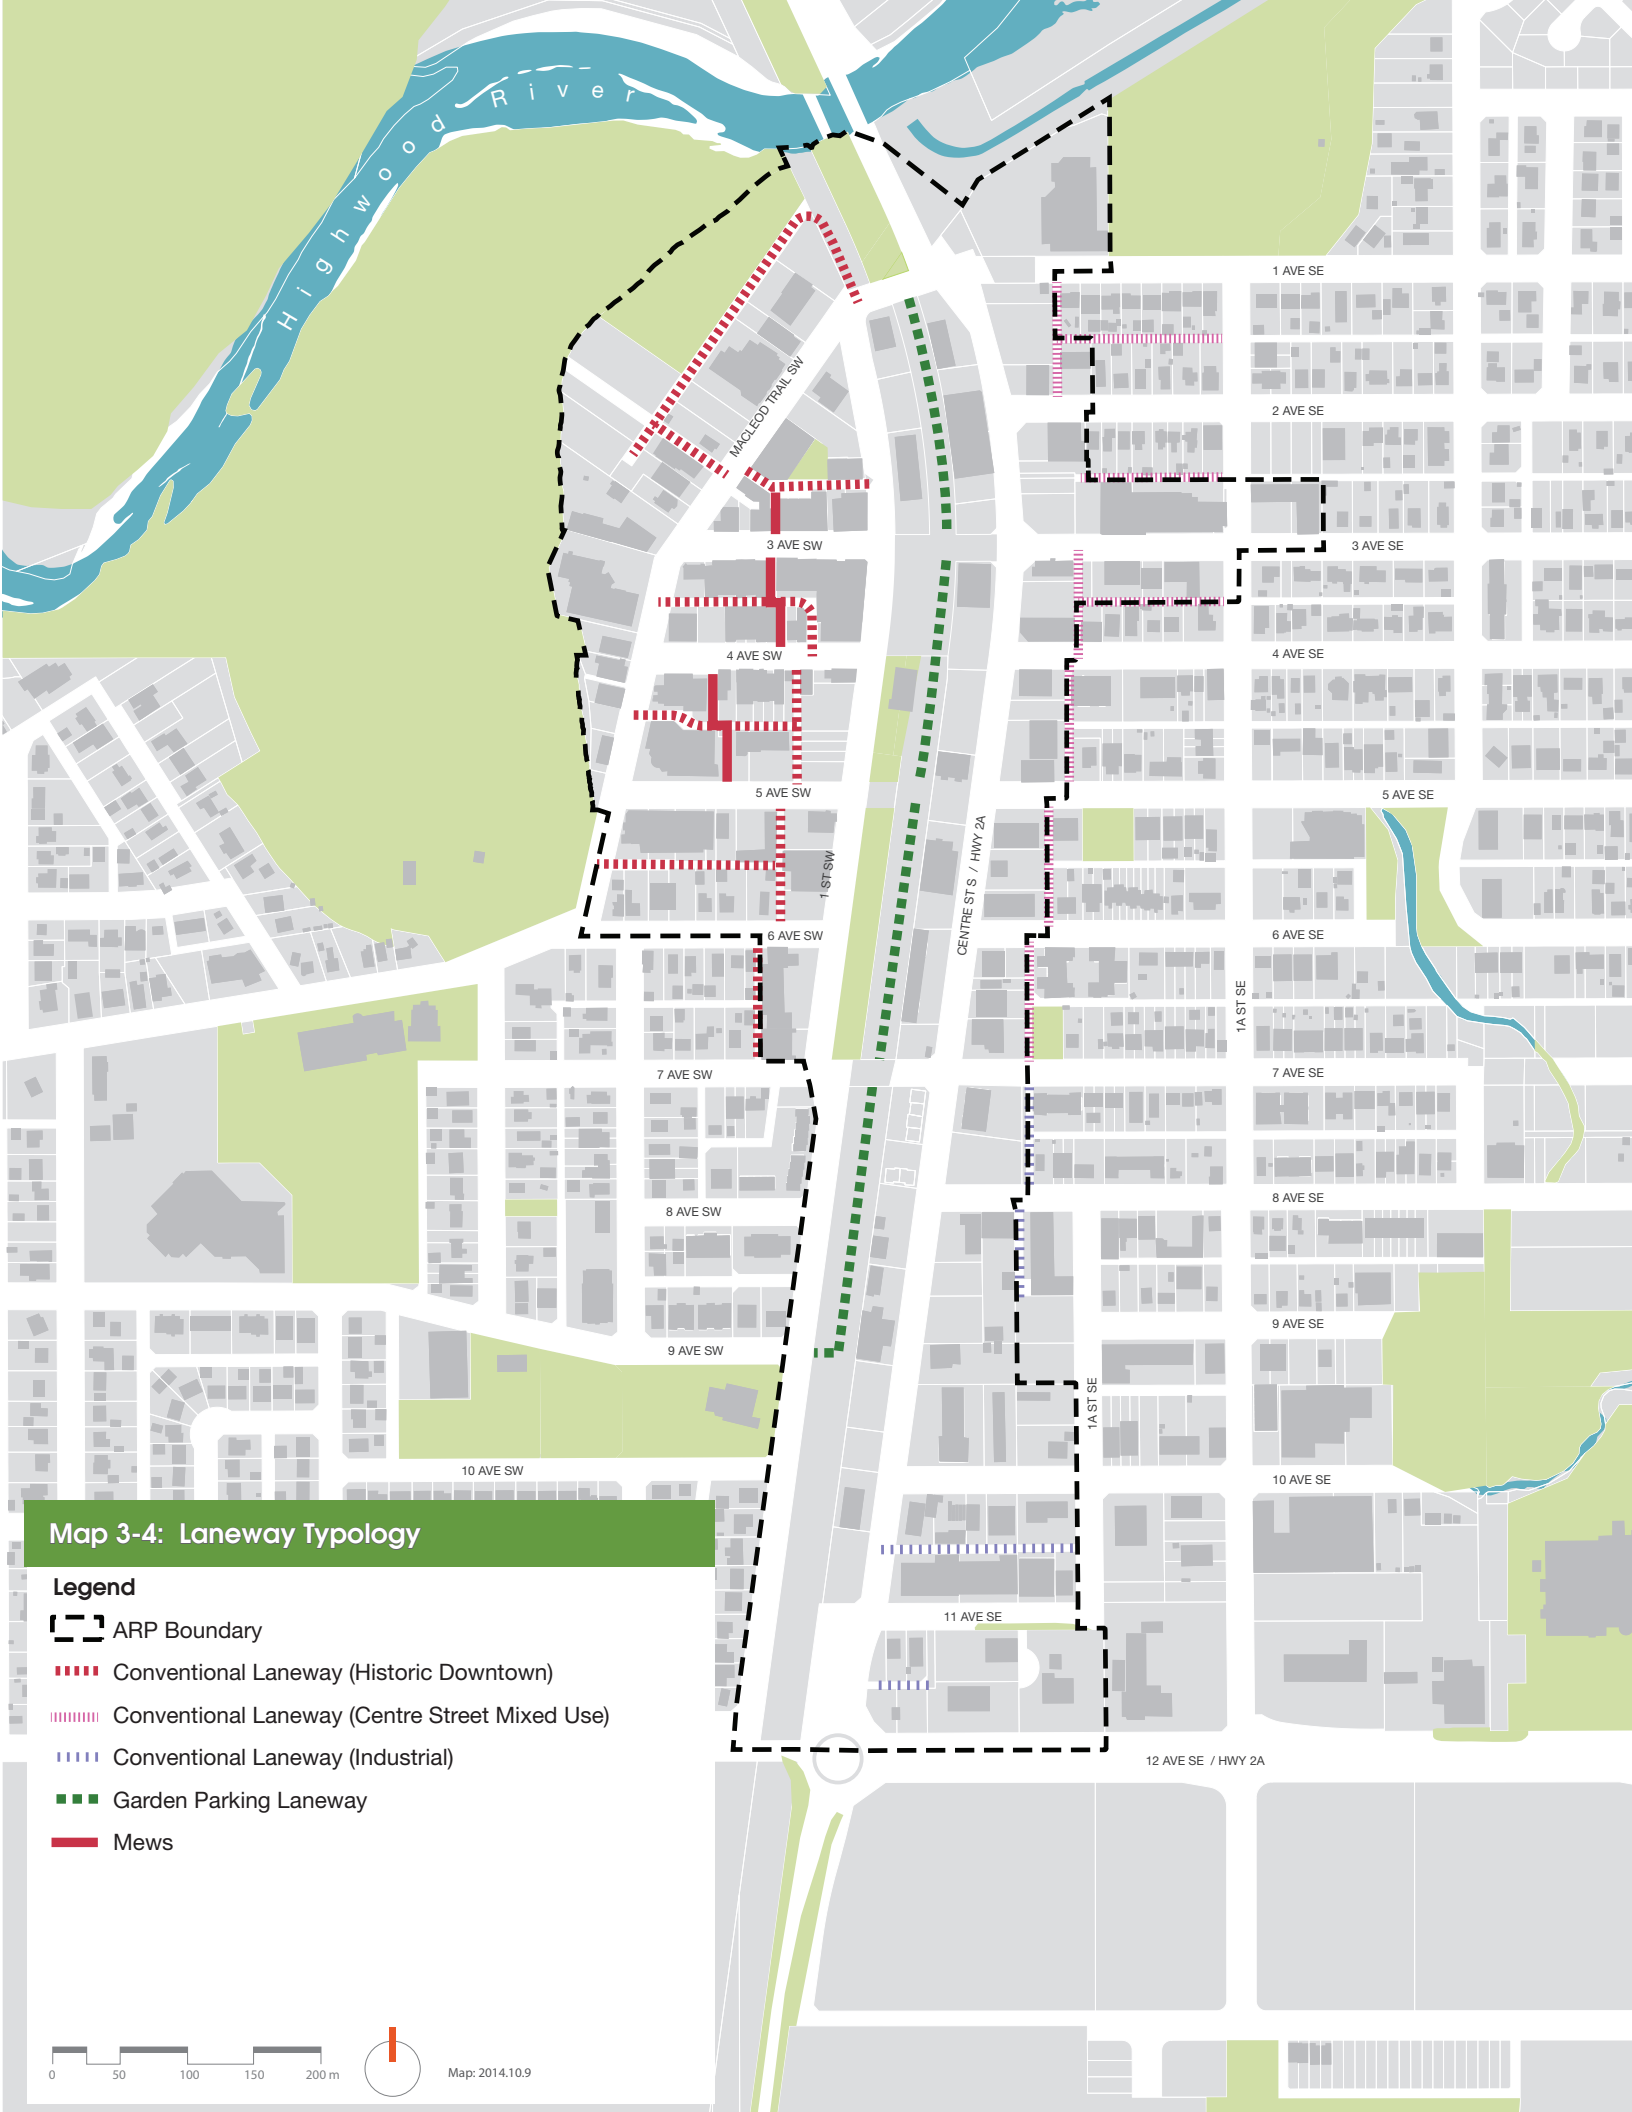 Highwood River
1 AVE SE
MACLEOD TRAIL SW
2 AVE SE
3 AVE SW
3 AVE SE
4 AVE SW
4 AVE SE
5 AVE SW
5 AVE SE
1 ST SW
CENTRE ST S / HWY 2A
6 AVE SW
6 AVE SE
1A ST SE
7 AVE SW
7 AVE SE
8 AVE SW
8 AVE SE
9 AVE SW
9 AVE SE
1A ST SE
10 AVE SW
10 AVE SE
11 AVE SE
12 AVE SE / HWY 2A
Map 3-4: Laneway Typology
Legend
ARP Boundary
Conventional Laneway (Historic Downtown)
Conventional Laneway (Centre Street Mixed Use)
Conventional Laneway (Industrial)
Garden Parking Laneway
Mews
0 50 100 150 200 m
Map: 2014.10.9